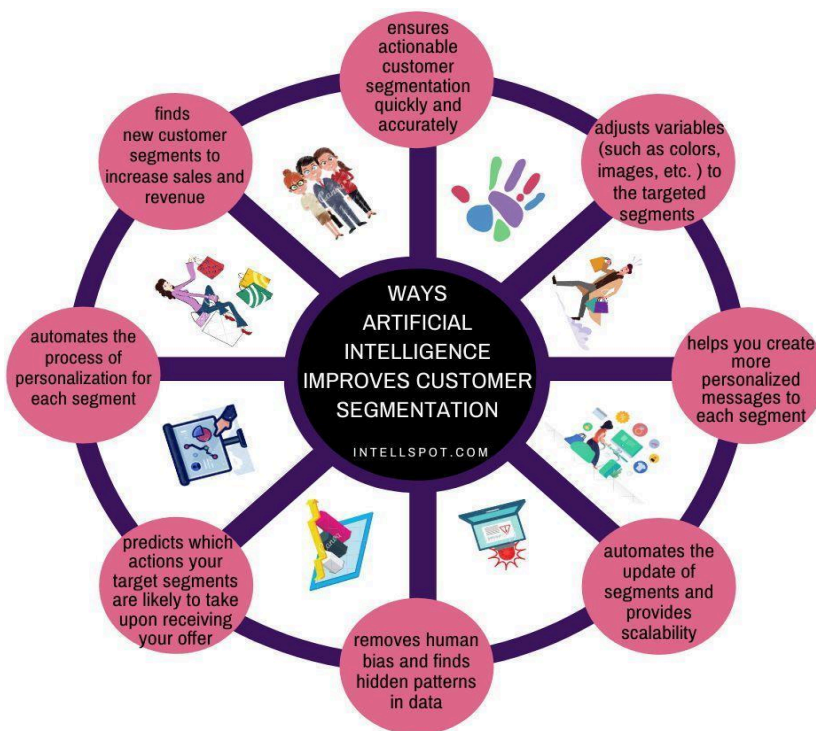 ensures
actionable
customer
segmentation
quickly and
accurately
adjusts variables
(such as colors,
images, etc. ) to
the targeted
segments
helps you create
more
personalized
messages to
each segment
automates the
update of
segments and
provides
scalability
removes human
bias and finds
hidden patterns
in data
predicts which
actions your
target segments
are likely to take
upon receiving
your offer
automates the
process of
personalization for
each segment
finds
new customer
segments to
increase sales and
revenue
WAYS
ARTIFICIAL
INTELLIGENCE
IMPROVES CUSTOMER
SEGMENTATION
INTELLSPOT.COM